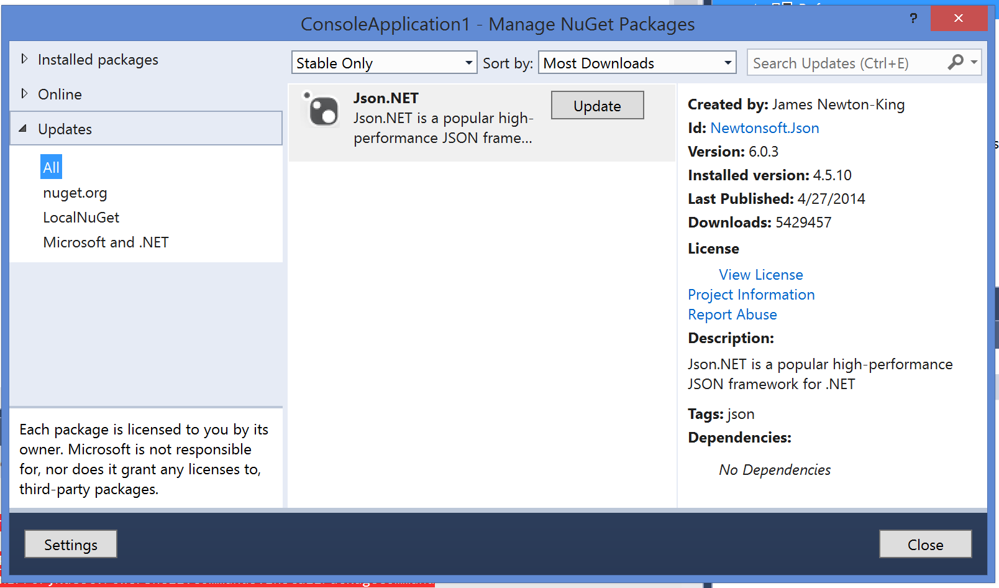 ConsoleApplication1 - Manage NuGet Packages
?
Installed packages
Online
Updates
All
nuget.org
LocalNuGet
Microsoft and .NET
Each package is licensed to you by its
owner. Microsoft is not responsible
for, nor does it grant any licenses to,
third-party packages.
Stable Only
Sort by:
Most Downloads
Search Updates (Ctrl+E)
Json.NET
Update
Json.NET is a popular high-
performance JSON frame...
Created by: James Newton-King
Id: Newtonsoft.Json
Version: 6.0.3
Installed version: 4.5.10
Last Published: 4/27/2014
Downloads: 5429457
License
View License
Project Information
Report Abuse
Description:
Json.NET is a popular high-performance
JSON framework for .NET
Tags: json
Dependencies:
No Dependencies
Settings
Close